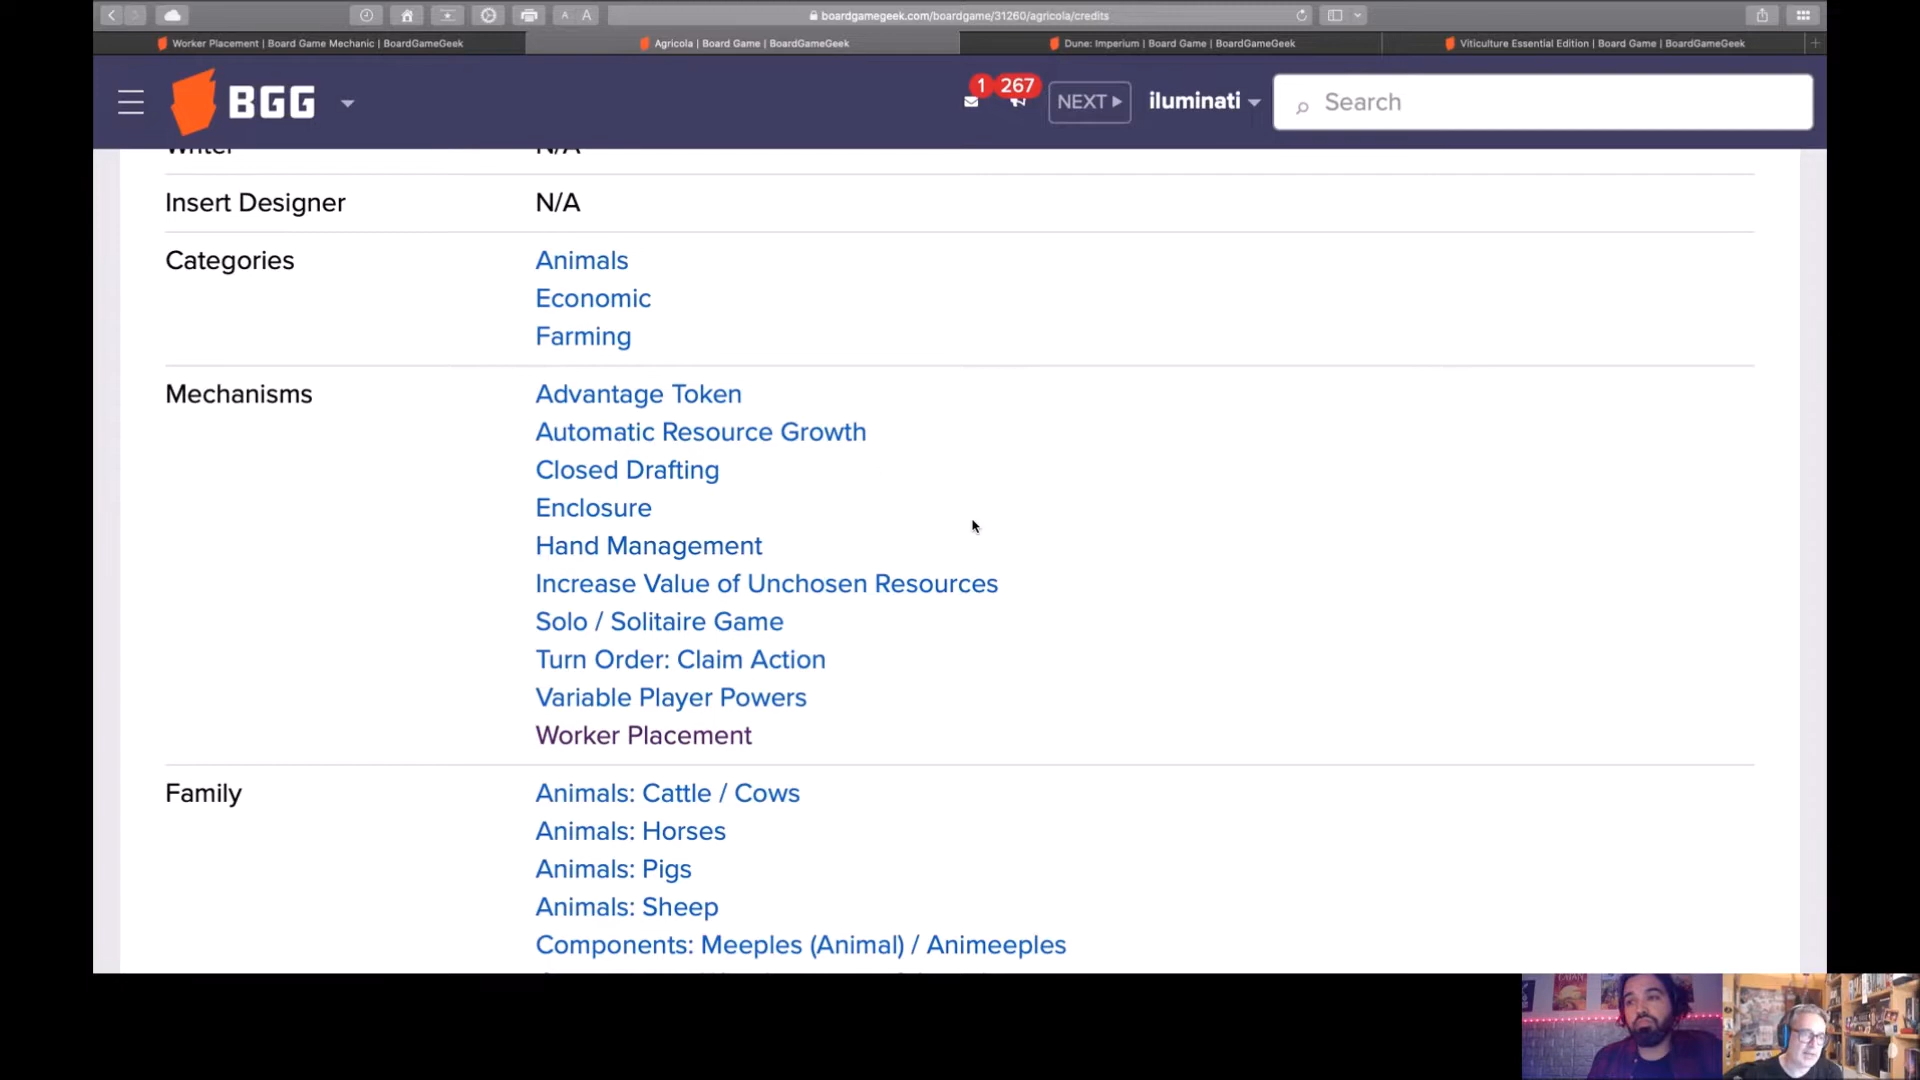 boardgamegeek.com/boardgame/31260/agricola/credits
Worker Placement | Board Game Mechanic | BoardGameGeek
Agricola | Board Game | BoardGameGeek
Dune: Imperium | Board Game | BoardGameGeek
Viticulture Essential Edition | Board Game | BoardGameGeek
BGG
1
267
NEXT
iluminati
Search
Writer N/A
Insert Designer N/A
Categories Animals
Economic
Farming
Mechanisms Advantage Token
Automatic Resource Growth
Closed Drafting
Enclosure
Hand Management
Increase Value of Unchosen Resources
Solo / Solitaire Game
Turn Order: Claim Action
Variable Player Powers
Worker Placement
Family Animals: Cattle / Cows
Animals: Horses
Animals: Pigs
Animals: Sheep
Components: Meeples (Animal) / Animeeples